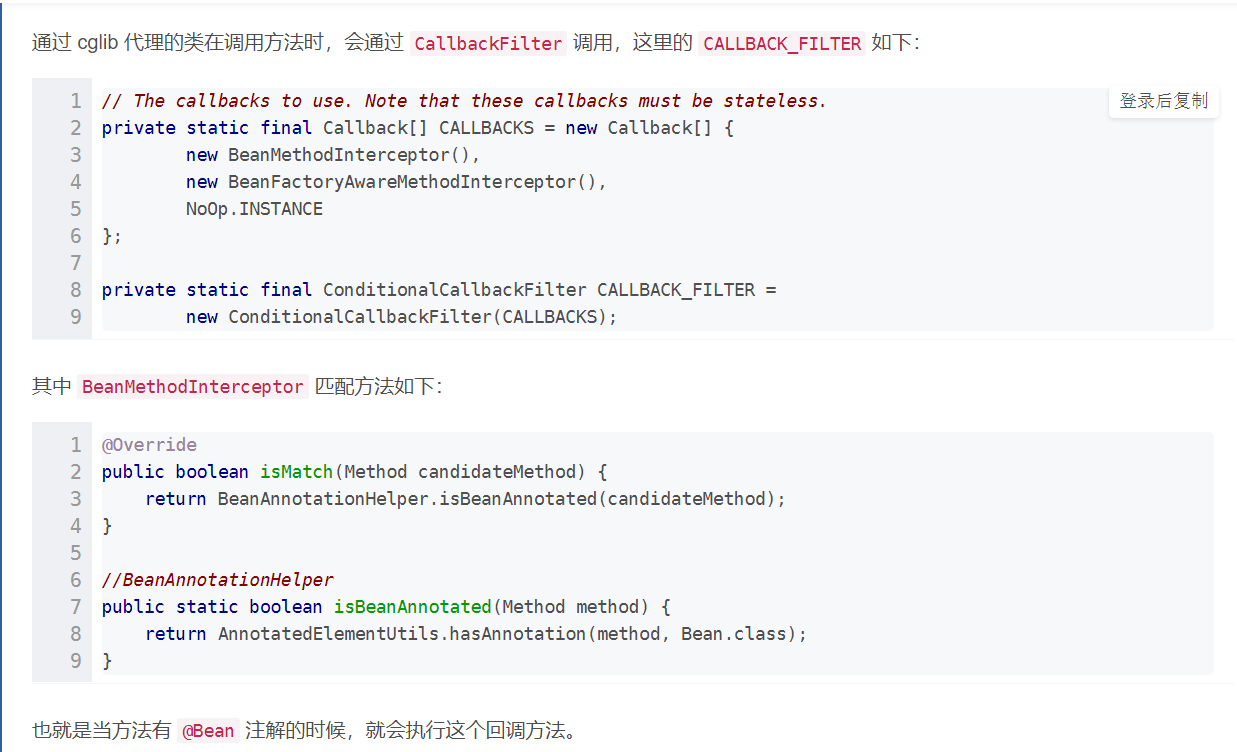 通过 cglib 代理的类在调用方法时，会通过 CallbackFilter 调用，这里的 CALLBACK_FILTER 如下：
登录后复制
1 // The callbacks to use. Note that these callbacks must be stateless.
2 private static final Callback[] CALLBACKS = new Callback[] {
3         new BeanMethodInterceptor(),
4         new BeanFactoryAwareMethodInterceptor(),
5         NoOp.INSTANCE
6 };
7
8 private static final ConditionalCallbackFilter CALLBACK_FILTER =
9         new ConditionalCallbackFilter(CALLBACKS);
其中 BeanMethodInterceptor 匹配方法如下：
1 @Override
2 public boolean isMatch(Method candidateMethod) {
3     return BeanAnnotationHelper.isBeanAnnotated(candidateMethod);
4 }
5
6 //BeanAnnotationHelper
7 public static boolean isBeanAnnotated(Method method) {
8     return AnnotatedElementUtils.hasAnnotation(method, Bean.class);
9 }
也就是当方法有 @Bean 注解的时候，就会执行这个回调方法。